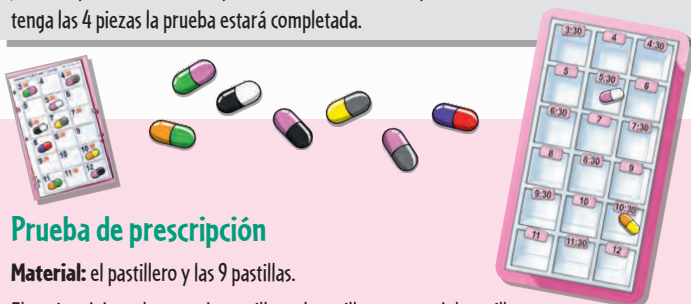 tenga las 4 piezas la prueba estará completada.
3:30 4 4:30
5 5:30 6
6:30 7 7:30
8 8:30 9
9:30 10 10:30
11 11:30 12
Prueba de prescripción
Material: el pastillero y las 9 pastillas.